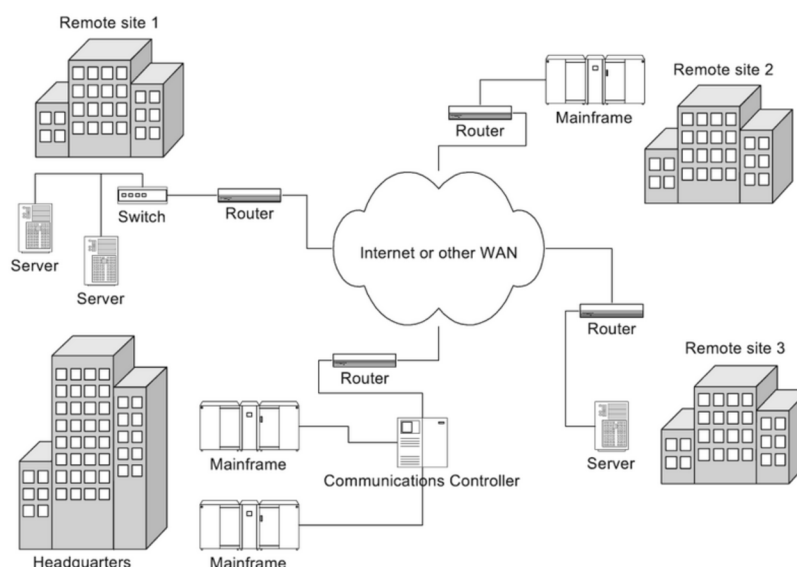 Remote site 1
Remote site 2
Router
Mainframe
Switch
Router
Internet or other WAN
Server
Server
Router
Router
Remote site 3
Mainframe
Communications Controller
Server
Mainframe
Headquarters